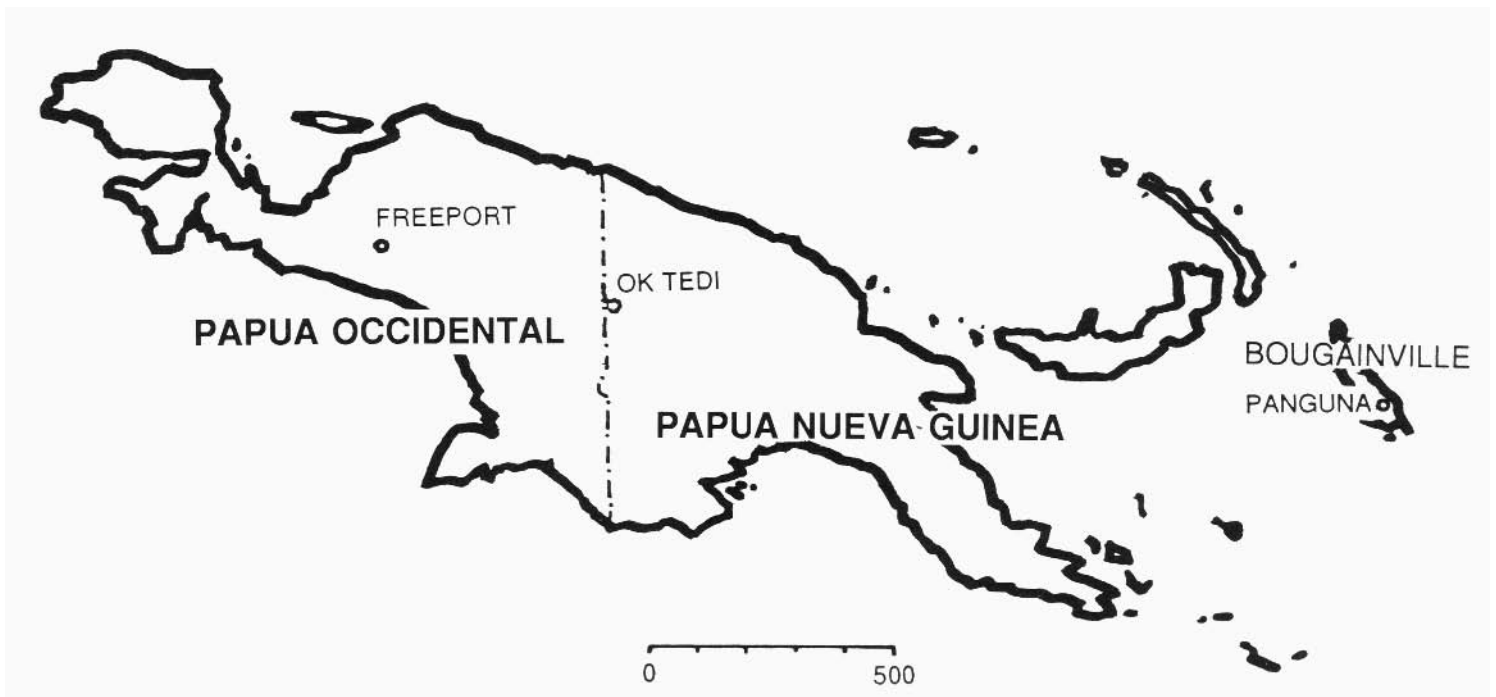 FREEPORT
OK TEDI
PAPUA OCCIDENTAL
BOUGAINVILLE
PANGUNA
PAPUA NUEVA GUINEA
0 500